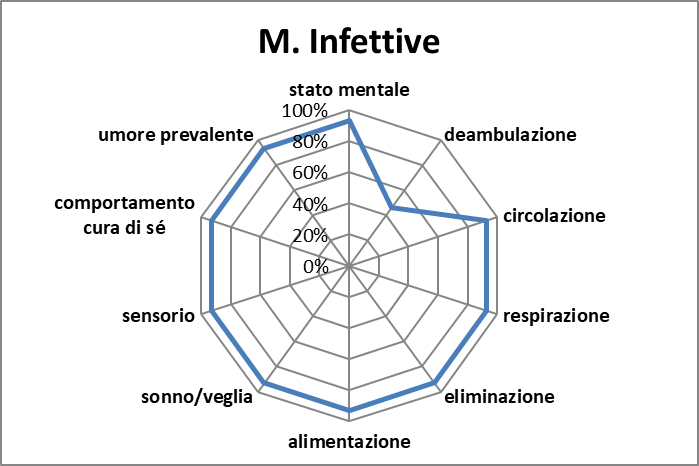 M. Infettive
stato mentale
100%
80%
60%
40%
20%
0%
deambulazione
circolazione
respirazione
eliminazione
alimentazione
sonno/veglia
sensorio
comportamento
cura di sé
umore prevalente